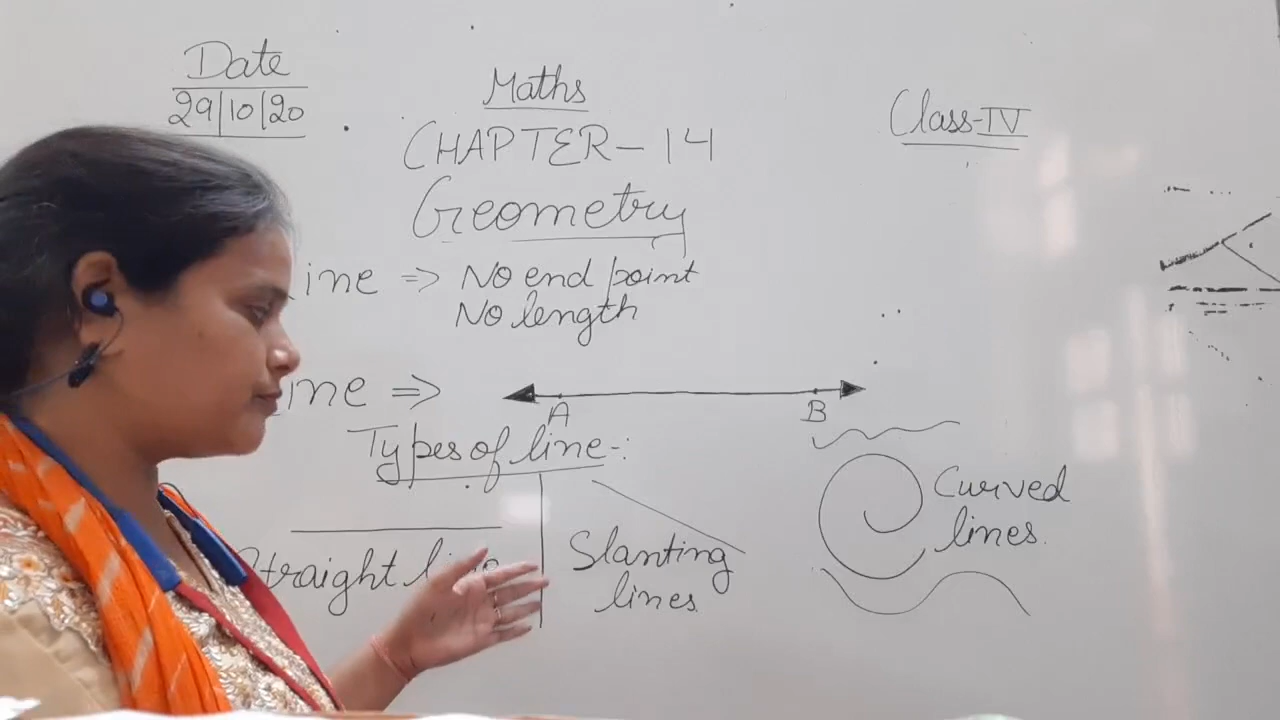 Date
29/10/20
Maths
Class-IV
CHAPTER-14
Geometry
ine => No end point
No length
ine =>
A B
Types of line-:
Straight
Slanting
lines.
Curved
lines.